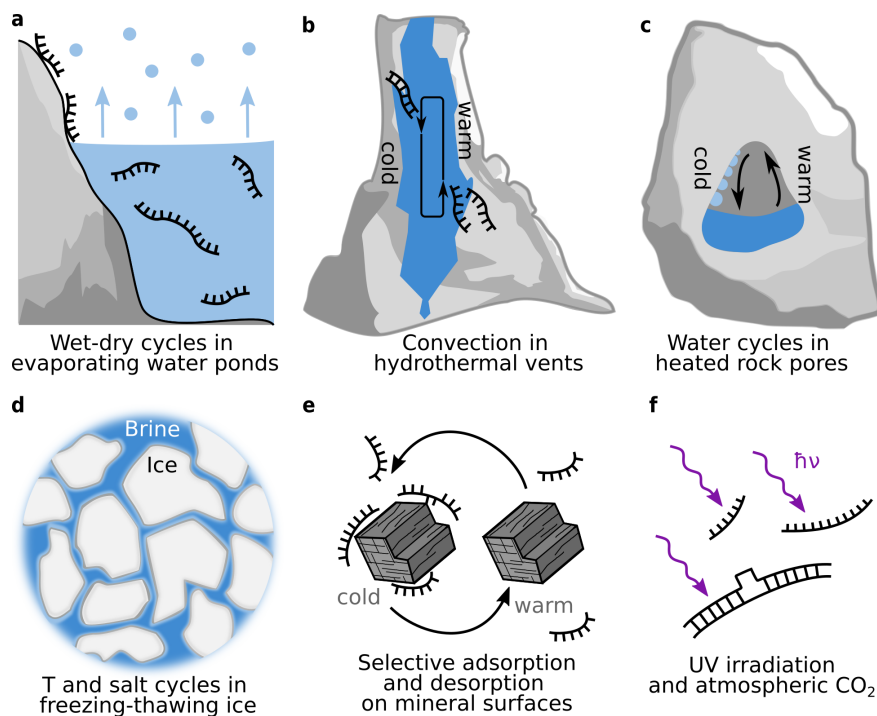 a
Wet-dry cycles in
evaporating water ponds
b
cold
warm
Convection in
hydrothermal vents
c
cold
warm
Water cycles in
heated rock pores
d
Brine
Ice
T and salt cycles in
freezing-thawing ice
e
cold
warm
Selective adsorption
and desorption
on mineral surfaces
f
ħν
UV irradiation
and atmospheric CO₂